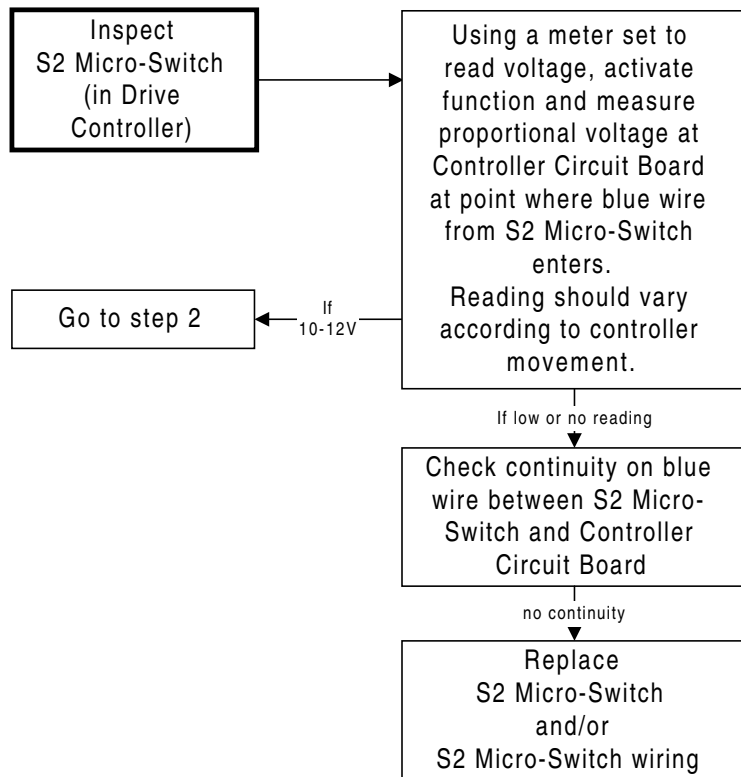 Inspect
S2 Micro-Switch
(in Drive
Controller)
Using a meter set to
read voltage, activate
function and measure
proportional voltage at
Controller Circuit Board
at point where blue wire
from S2 Micro-Switch
enters.
Reading should vary
according to controller
movement.
If
10-12V
Go to step 2
If low or no reading
Check continuity on blue
wire between S2 Micro-
Switch and Controller
Circuit Board
no continuity
Replace
S2 Micro-Switch
and/or
S2 Micro-Switch wiring